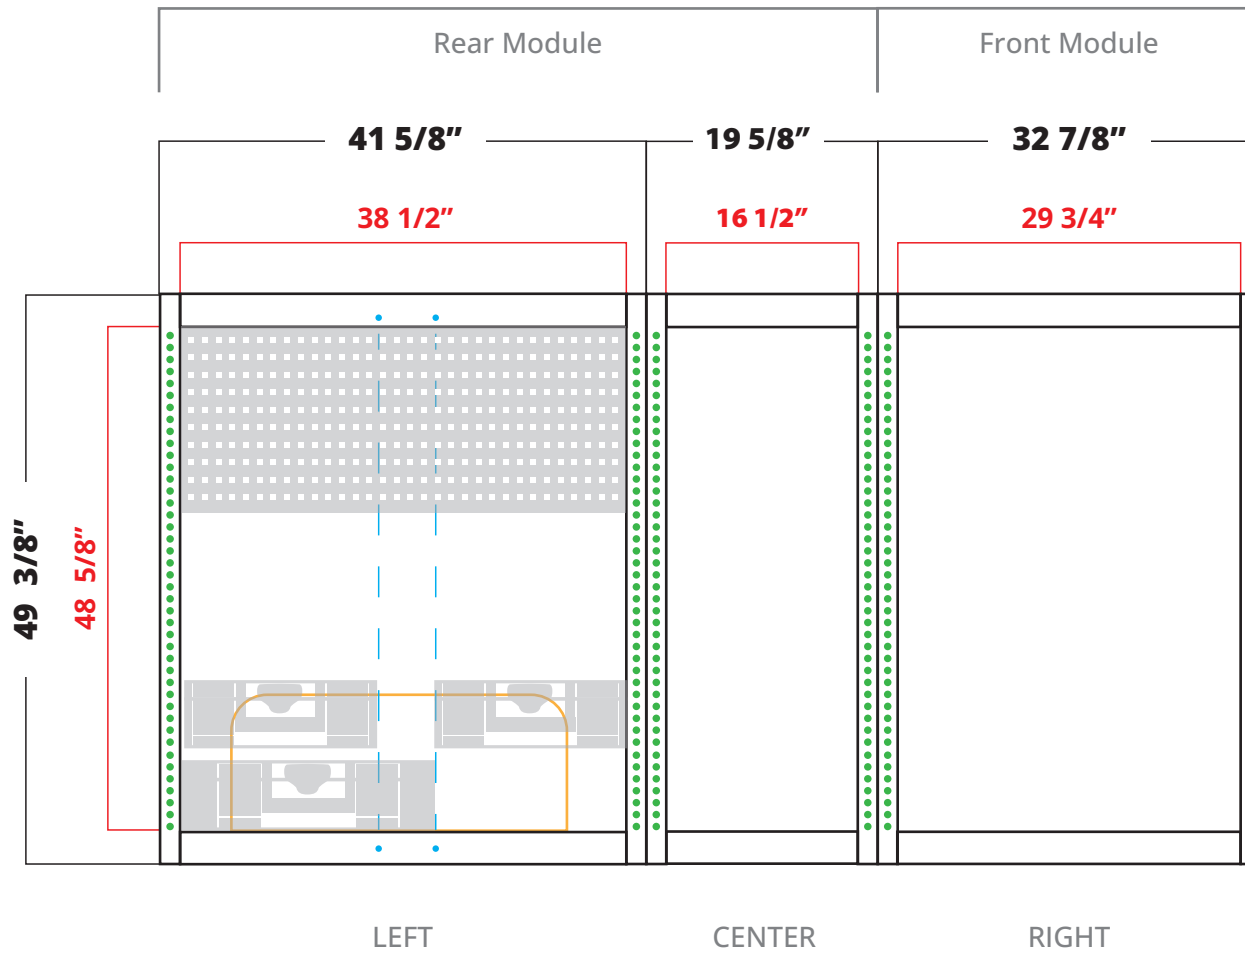 Rear Module
Front Module
41 5/8”
19 5/8”
32 7/8”
38 1/2”
16 1/2”
29 3/4”
49 3/8”
48 5/8”
LEFT
CENTER
RIGHT